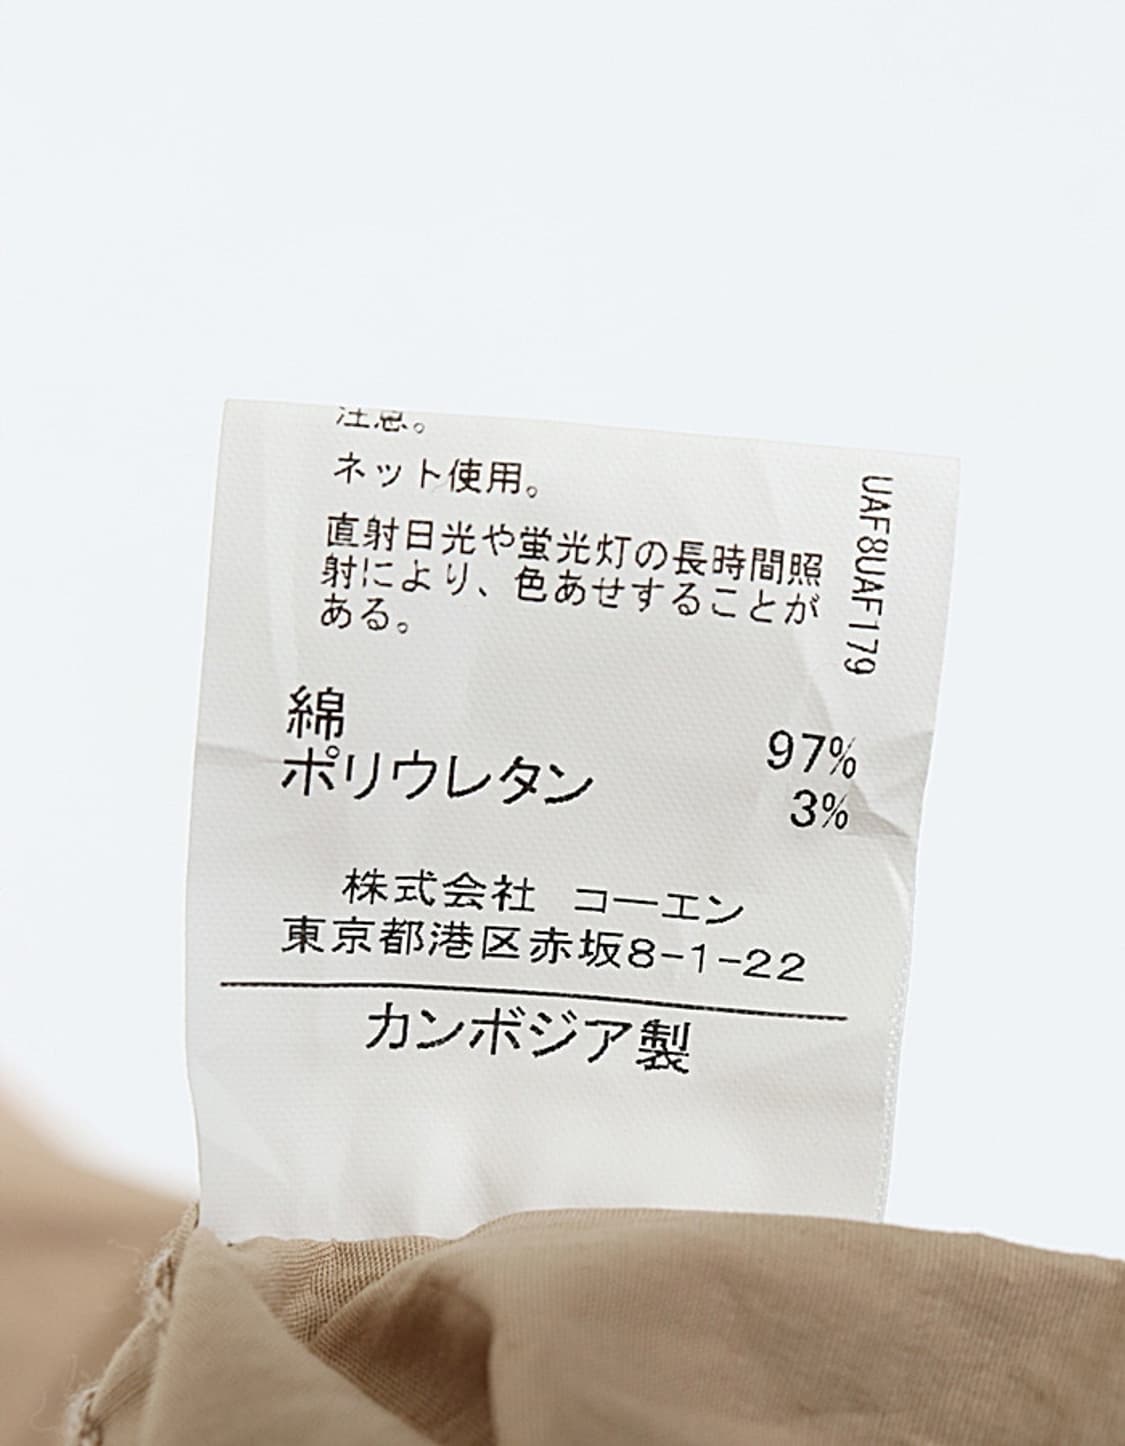 注意。
ネット使用。
直射日光や蛍光灯の長時間照
射により、色あせすることが
ある。
UAF8UAF179
綿 97%
ポリウレタン 3%
株式会社 コーエン
東京都港区赤坂8-1-22
カンボジア製